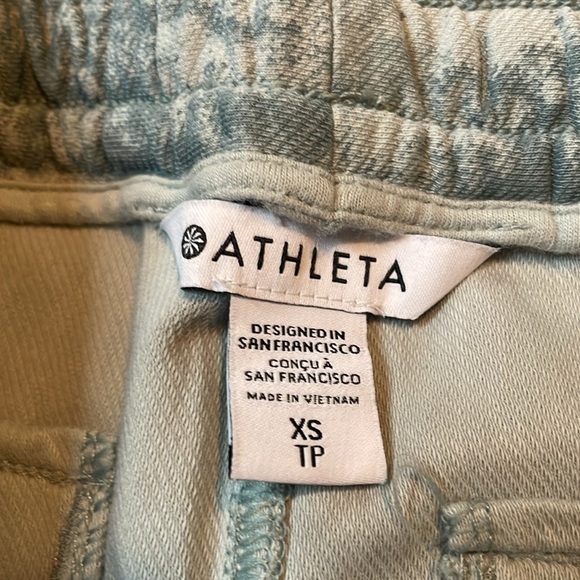 ATHLETA
DESIGNED IN
SAN FRANCISCO
CONÇU À
SAN FRANCISCO
MADE IN VIETNAM
XS
TP